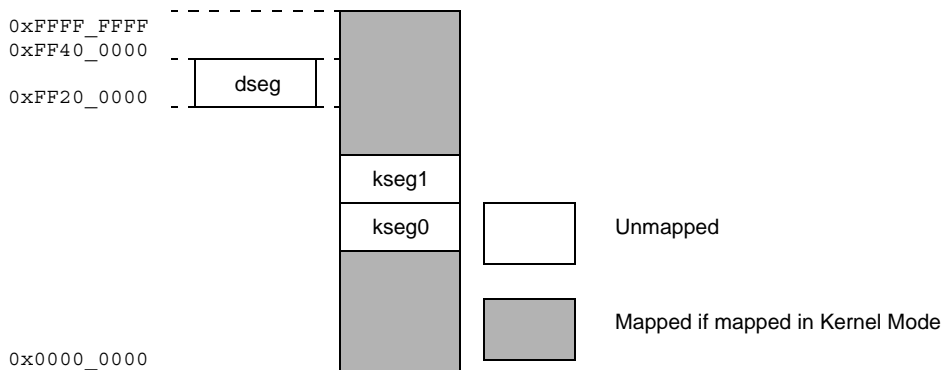 0xFFFF_FFFF
0xFF40_0000
dseg
0xFF20_0000
kseg1
kseg0
Unmapped
Mapped if mapped in Kernel Mode
0x0000_0000